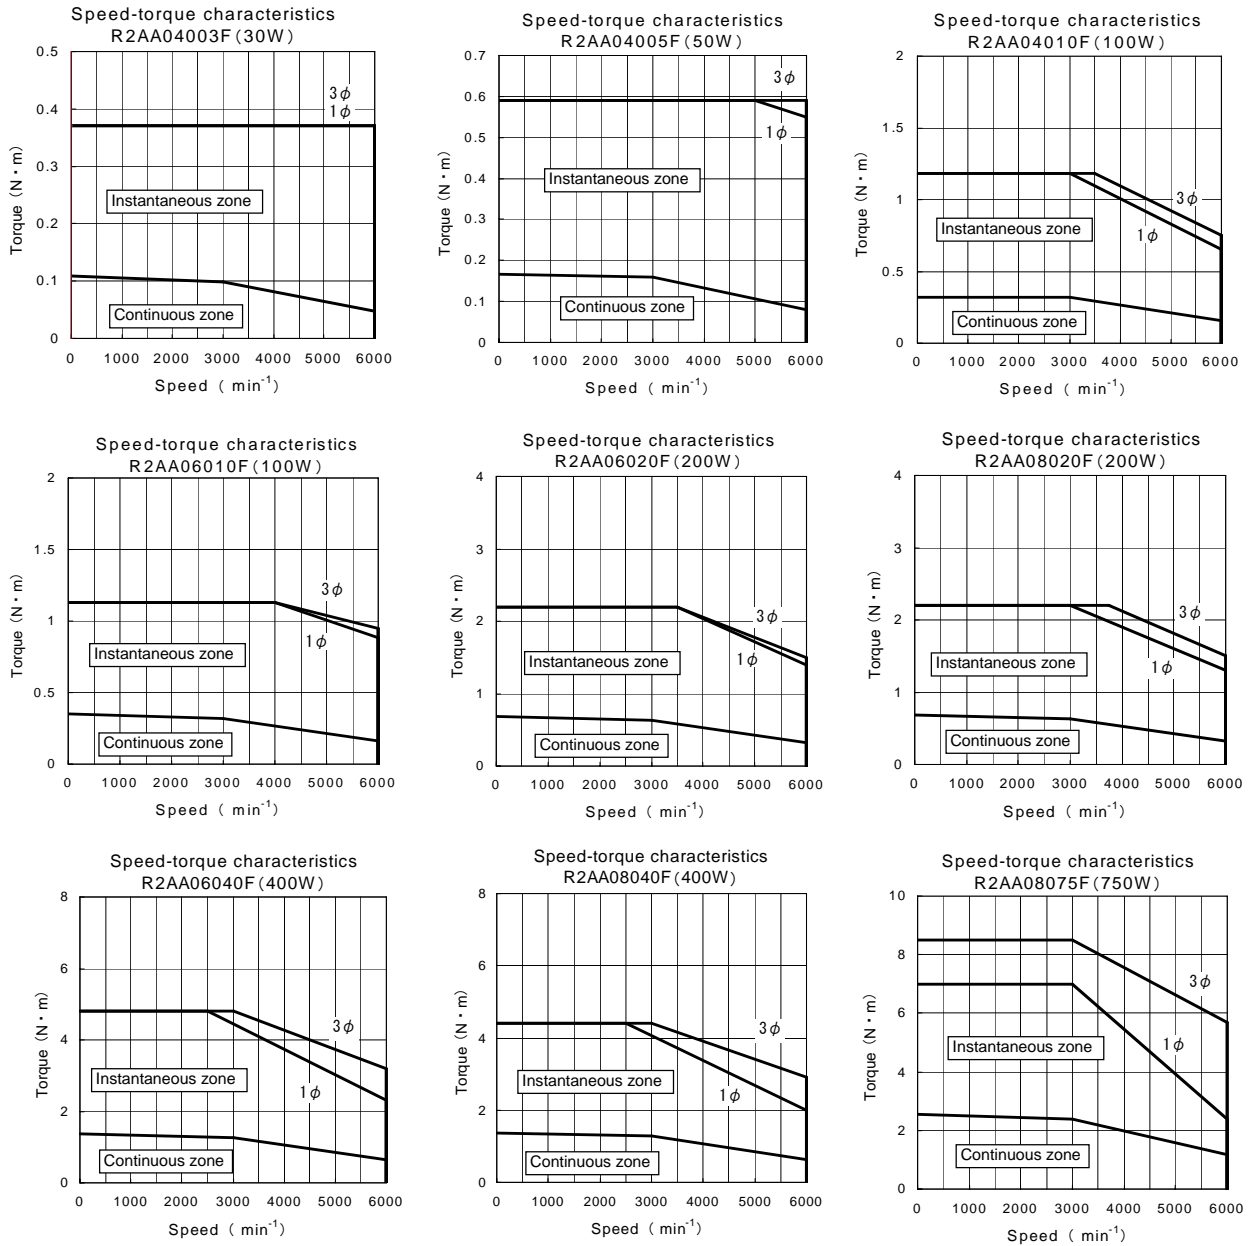 Speed-torque characteristics
R2AA04003F(30W)
0.5
0.4
0.3
0.2
0.1
0
Torque (N・m)
3φ
1φ
Instantaneous zone
Continuous zone
0 1000 2000 3000 4000 5000 6000
Speed ( min-1)
Speed-torque characteristics
R2AA04005F(50W)
0.7
0.6
0.5
0.4
0.3
0.2
0.1
0
Torque (N・m)
3φ
1φ
Instantaneous zone
Continuous zone
0 1000 2000 3000 4000 5000 6000
Speed ( min-1)
Speed-torque characteristics
R2AA04010F(100W)
2
1.5
1
0.5
0
Torque (N・m)
3φ
1φ
Instantaneous zone
Continuous zone
0 1000 2000 3000 4000 5000 6000
Speed ( min-1)
Speed-torque characteristics
R2AA06010F(100W)
2
1.5
1
0.5
0
Torque (N・m)
3φ
1φ
Instantaneous zone
Continuous zone
0 1000 2000 3000 4000 5000 6000
Speed ( min-1)
Speed-torque characteristics
R2AA06020F(200W)
4
3
2
1
0
Torque (N・m)
3φ
1φ
Instantaneous zone
Continuous zone
0 1000 2000 3000 4000 5000 6000
Speed ( min-1)
Speed-torque characteristics
R2AA08020F(200W)
4
3
2
1
0
Torque (N・m)
3φ
1φ
Instantaneous zone
Continuous zone
0 1000 2000 3000 4000 5000 6000
Speed ( min-1)
Speed-torque characteristics
R2AA06040F(400W)
8
6
4
2
0
Torque (N・m)
3φ
1φ
Instantaneous zone
Continuous zone
0 1000 2000 3000 4000 5000 6000
Speed ( min-1)
Speed-torque characteristics
R2AA08040F(400W)
8
6
4
2
0
Torque (N・m)
3φ
1φ
Instantaneous zone
Continuous zone
0 1000 2000 3000 4000 5000 6000
Speed ( min-1)
Speed-torque characteristics
R2AA08075F(750W)
10
8
6
4
2
0
Torque (N・m)
3φ
1φ
Instantaneous zone
Continuous zone
0 1000 2000 3000 4000 5000 6000
Speed ( min-1)